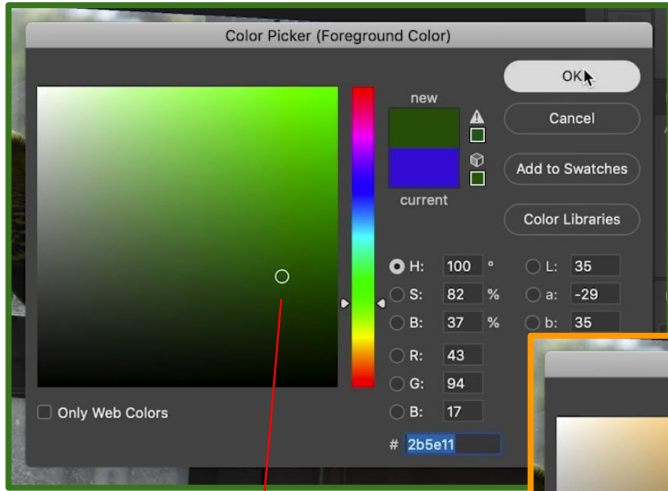 Color Picker (Foreground Color)
OK
new
Cancel
Add to Swatches
current
Color Libraries
H: 100 ° L: 35
S: 82 % a: -29
B: 37 % b: 35
R: 43
G: 94
Only Web Colors B: 17
# 2b5e11